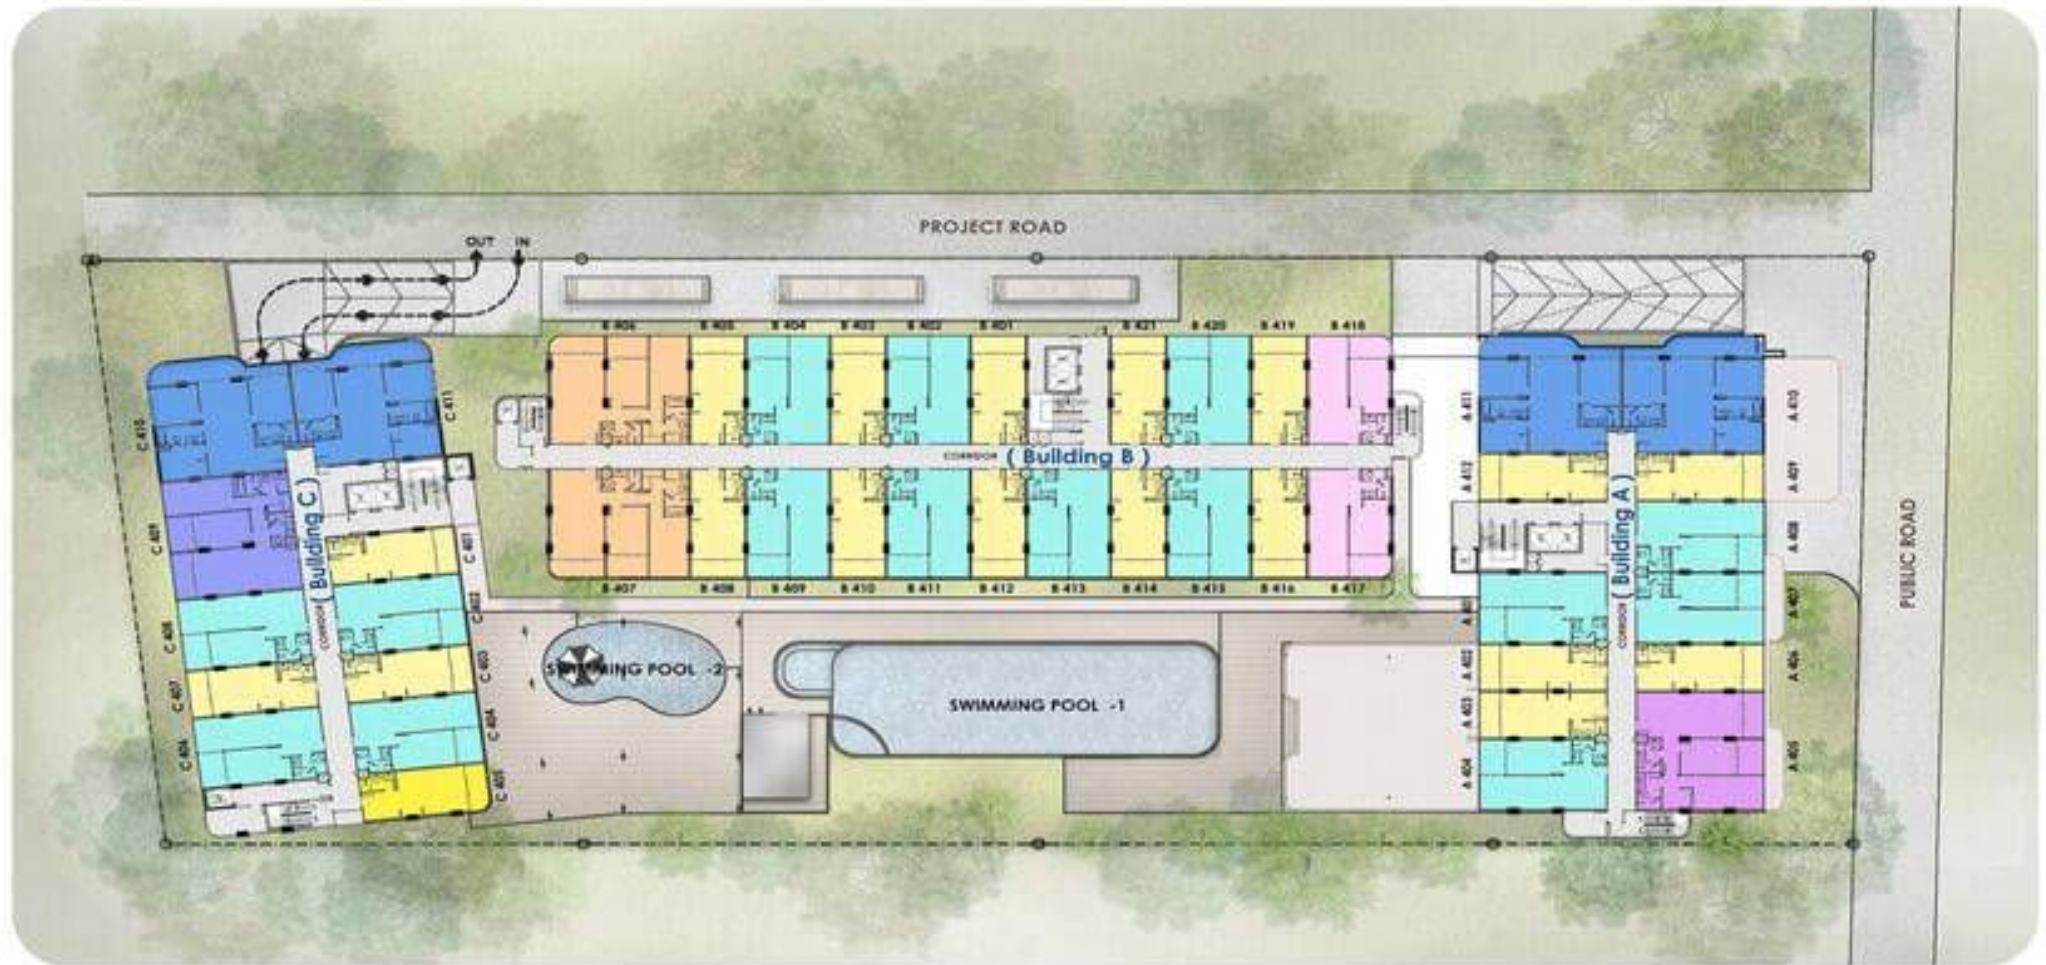 PROJECT ROAD
OUT IN
B 406 B 405 B 404 B 403 B 402 B 401 B 421 B 420 B 419 B 418
CORRIDOR ( Building B )
B 407 B 408 B 409 B 410 B 411 B 412 B 413 B 414 B 415 B 416 B 417
C 410
C 411
C 409
C 401
C 402
C 408
C 403
C 407
C 404
C 406
C 405
CORRIDOR ( Building C )
SWIMMING POOL -2
SWIMMING POOL -1
A 411
A 410
A 412
A 409
A 408
A 407
A 402
A 406
A 403
A 404
A 405
CORRIDOR ( Building A )
PUBLIC ROAD